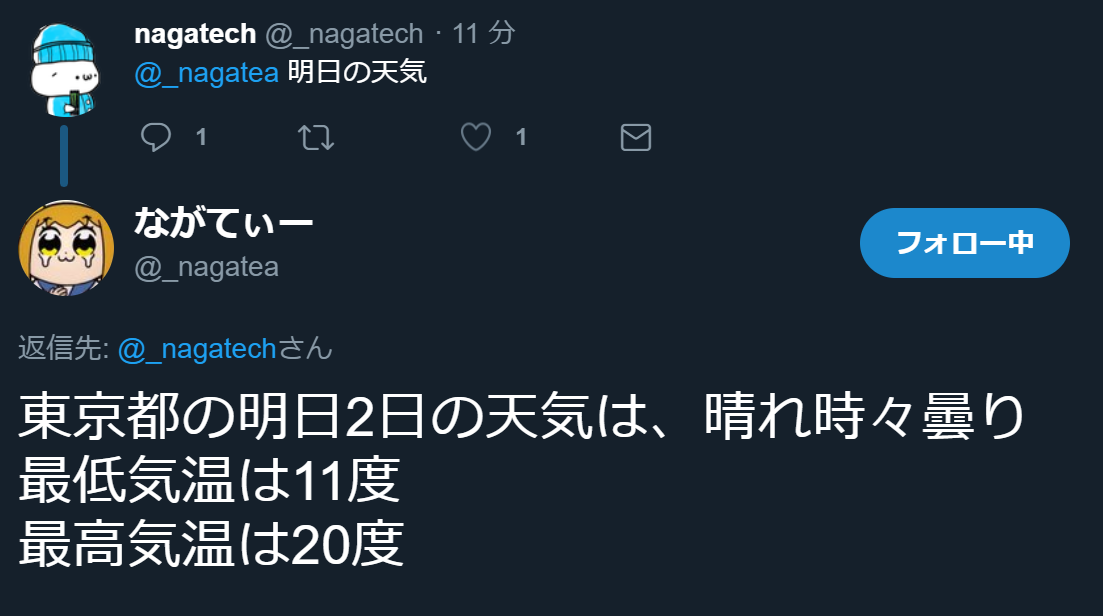 nagatech @_nagatech · 11 分
@_nagatea 明日の天気
1 1
ながてぃー
@_nagatea
フォロー中
返信先: @_nagatechさん
東京都の明日2日の天気は、晴れ時々曇り
最低気温は11度
最高気温は20度